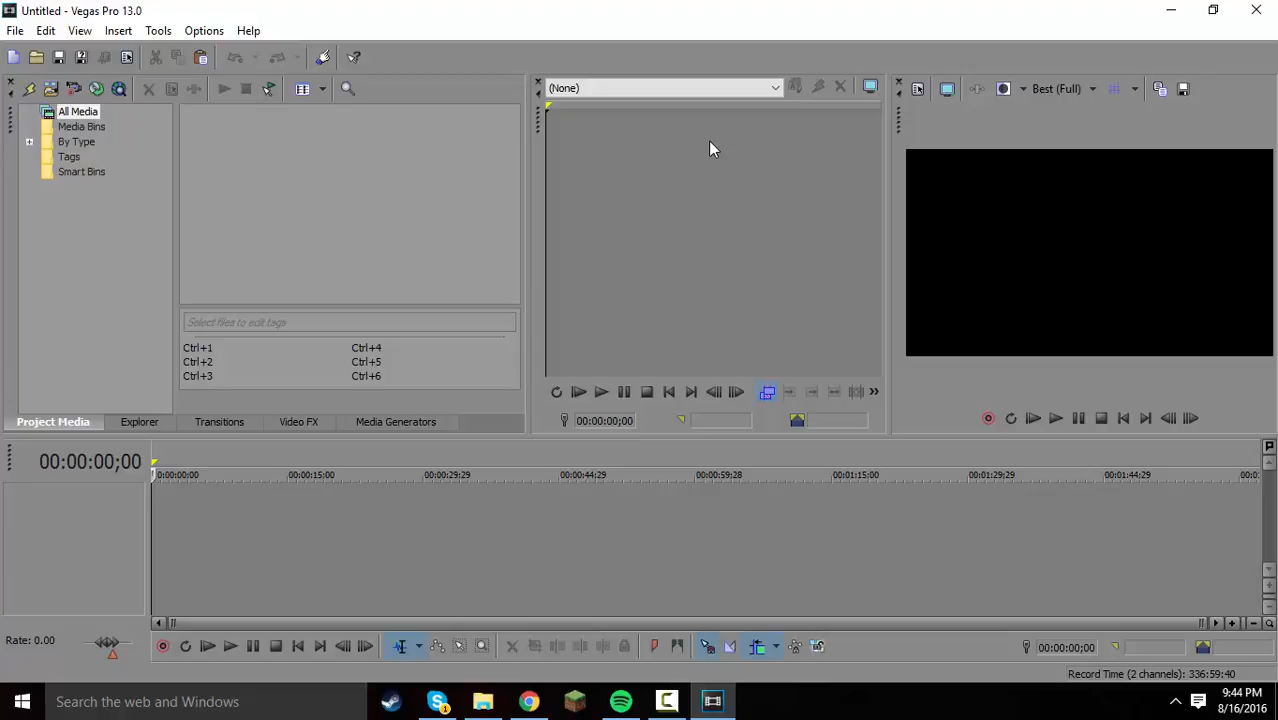 Untitled - Vegas Pro 13.0
File Edit View Insert Tools Options Help
(None)
Best (Full)
All Media
Media Bins
By Type
Tags
Smart Bins
Select files to edit tags
Ctrl+1 Ctrl+4
Ctrl+2 Ctrl+5
Ctrl+3 Ctrl+6
Project Media Explorer Transitions Video FX Media Generators
00:00:00;00
00:00:00;00
0:00:00:00 00:00:15;00 00:00:29;29 00:00:44;29 00:00:59;28 00:01:15;00 00:01:29;29 00:01:44;29 00:0
Rate: 0.00
00:00:00;00
Record Time (2 channels): 336:59:40
Search the web and Windows
9:44 PM
8/16/2016